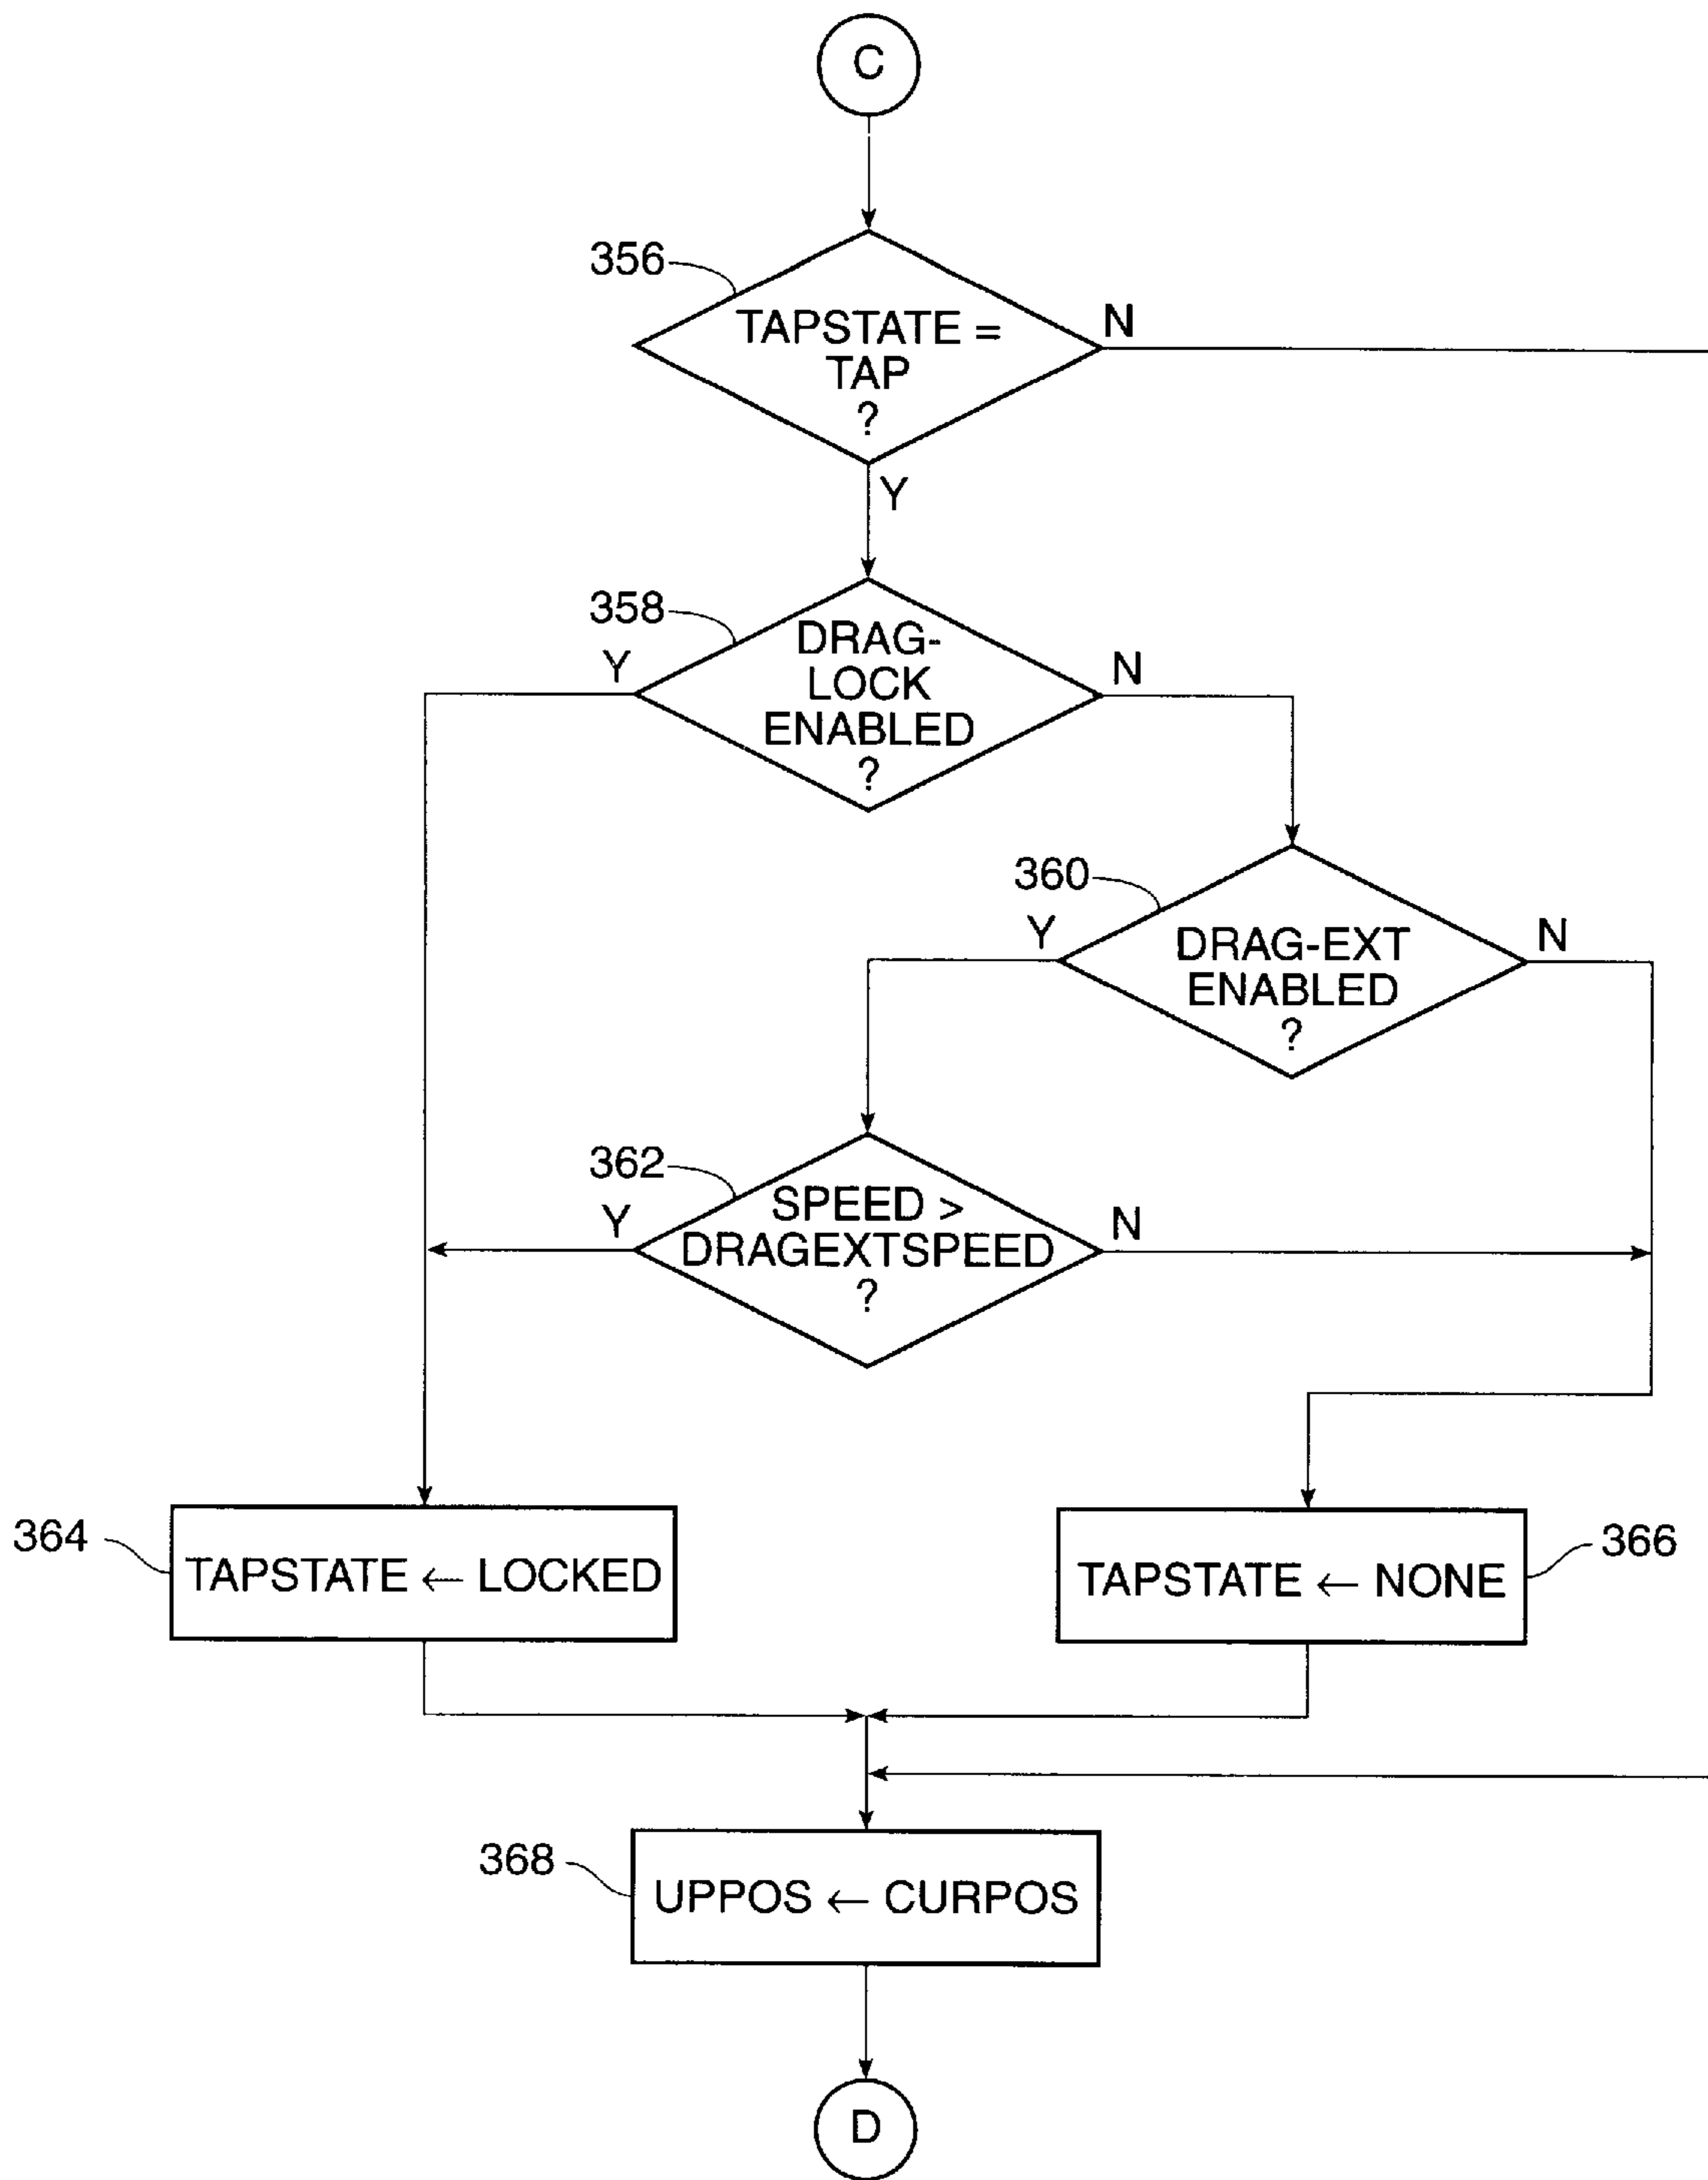 C
356
TAPSTATE =
TAP
?
N
Y
358
DRAG-
LOCK
ENABLED
?
Y
N
360
DRAG-EXT
ENABLED
?
Y
N
362
SPEED >
DRAGEXTSPEED
?
Y
N
364
TAPSTATE ← LOCKED
TAPSTATE ← NONE
366
368
UPPOS ← CURPOS
D